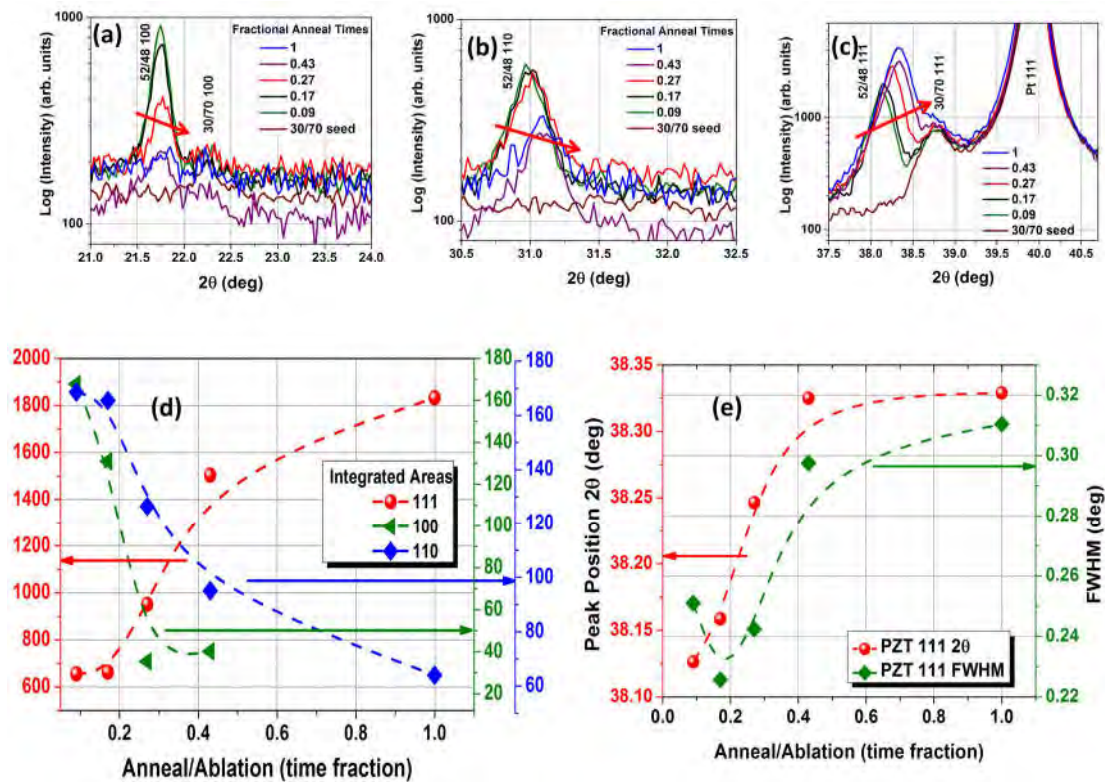 (a)
1000
100
Log (Intensity) (arb. units)
52/48 100
30/70 100
Fractional Anneal Times
1
0.43
0.27
0.17
0.09
30/70 seed
21.0 21.5 22.0 22.5 23.0 23.5 24.0
2θ (deg)
(b)
1000
100
Log (Intensity) (arb. units)
52/48 110
Fractional Anneal Times
1
0.43
0.27
0.17
0.09
30/70 seed
30.5 31.0 31.5 32.0 32.5
2θ (deg)
(c)
1000
100
Log (Intensity) (arb. units)
52/48 111
30/70 111
Pt 111
1
0.43
0.27
0.17
0.09
30/70 seed
37.5 38.0 38.5 39.0 39.5 40.0 40.5
2θ (deg)
(d)
2000
1800
1600
1400
1200
1000
800
600
Integrated Areas
111
100
110
180
160
140
120
100
80
60
40
20
180
160
140
120
100
80
60
0.2 0.4 0.6 0.8 1.0
Anneal/Ablation (time fraction)
(e)
Peak Position 2θ (deg)
38.35
38.30
38.25
38.20
38.15
38.10
PZT 111 2θ
PZT 111 FWHM
0.32
0.30
0.28
0.26
0.24
0.22
FWHM (deg)
0.0 0.2 0.4 0.6 0.8 1.0
Anneal/Ablation (time fraction)